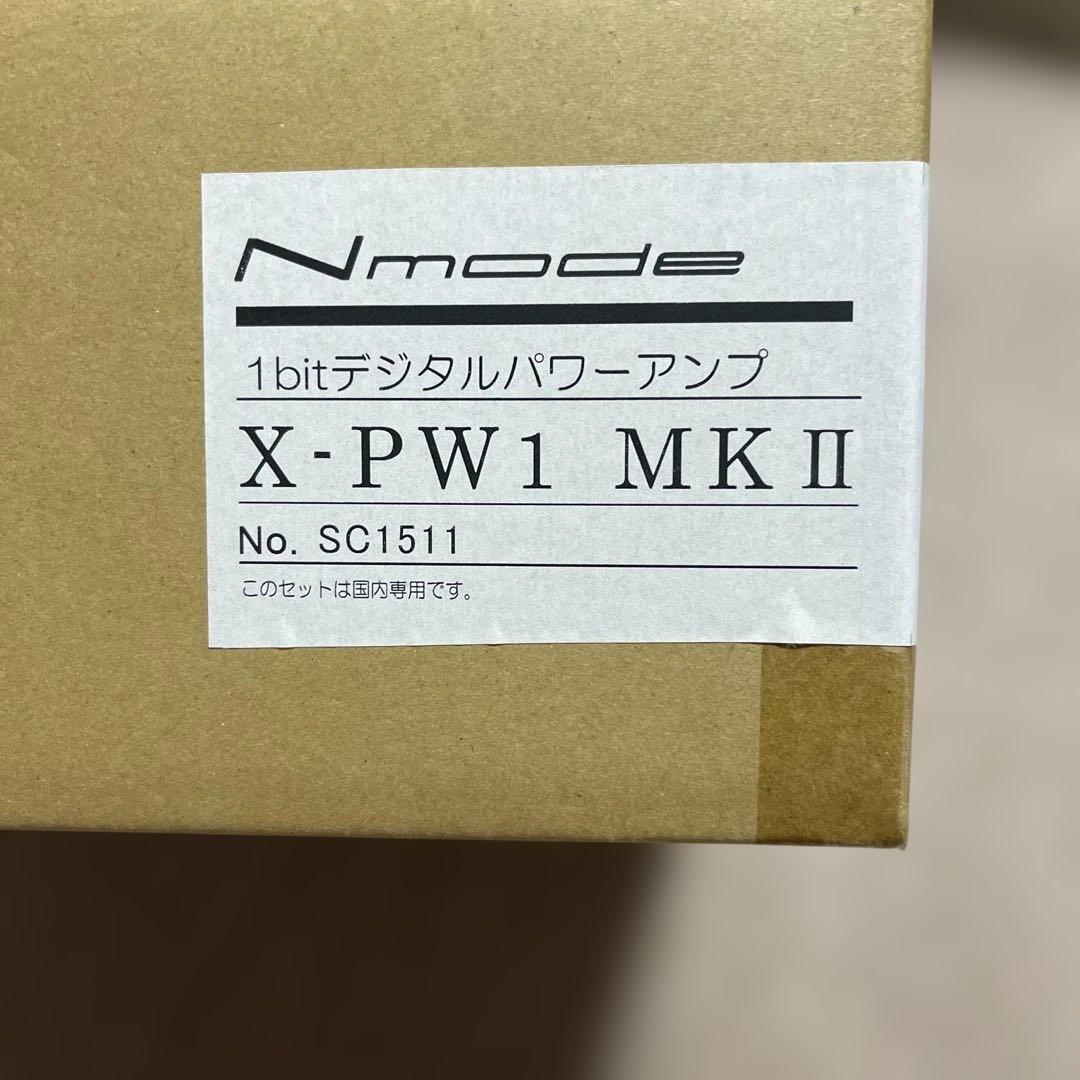 Nmode
1bitデジタルパワーアンプ
X-PW1 MKⅡ
No. SC1511
このセットは国内専用です。